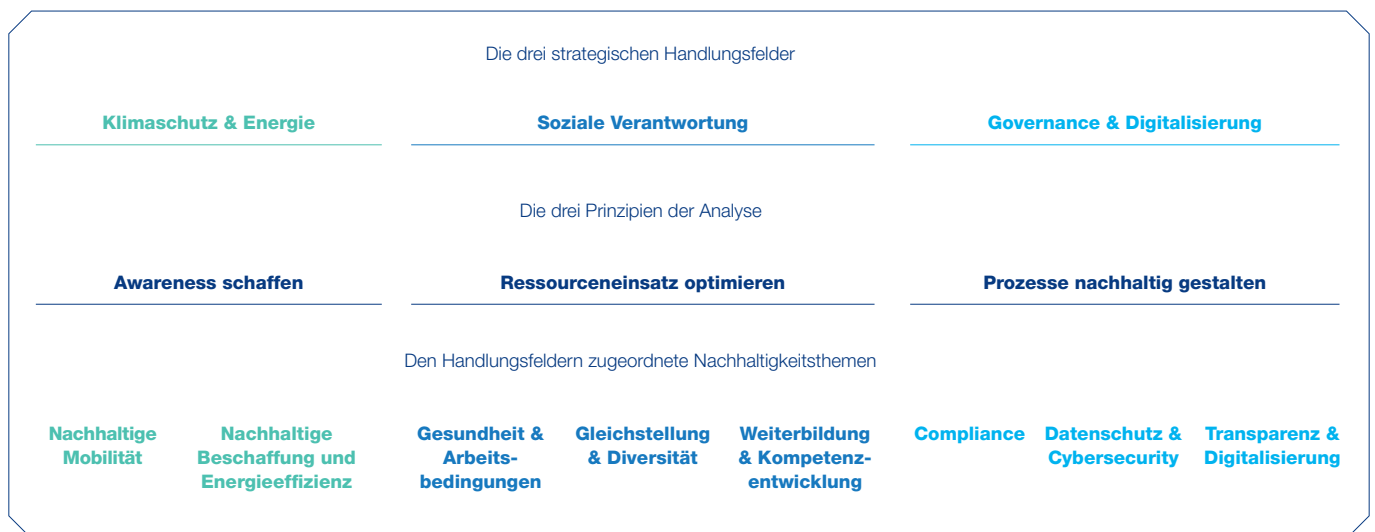 Die drei strategischen Handlungsfelder
Klimaschutz & Energie
Soziale Verantwortung
Governance & Digitalisierung
Die drei Prinzipien der Analyse
Awareness schaffen
Ressourceneinsatz optimieren
Prozesse nachhaltig gestalten
Den Handlungsfeldern zugeordnete Nachhaltigkeitsthemen
Nachhaltige
Mobilität
Nachhaltige
Beschaffung und
Energieeffizienz
Gesundheit &
Arbeits-
bedingungen
Gleichstellung
& Diversität
Weiterbildung
& Kompetenz-
entwicklung
Compliance
Datenschutz &
Cybersecurity
Transparenz &
Digitalisierung